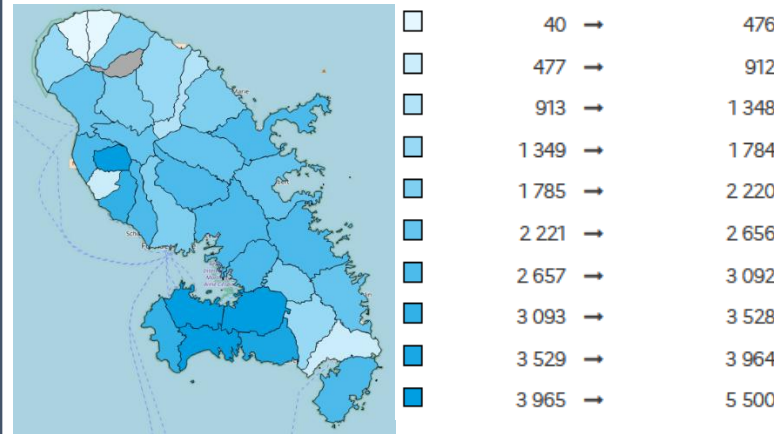 40 → 476
477 → 912
913 → 1 348
1 349 → 1 784
1 785 → 2 220
2 221 → 2 656
2 657 → 3 092
3 093 → 3 528
3 529 → 3 964
3 965 → 5 500